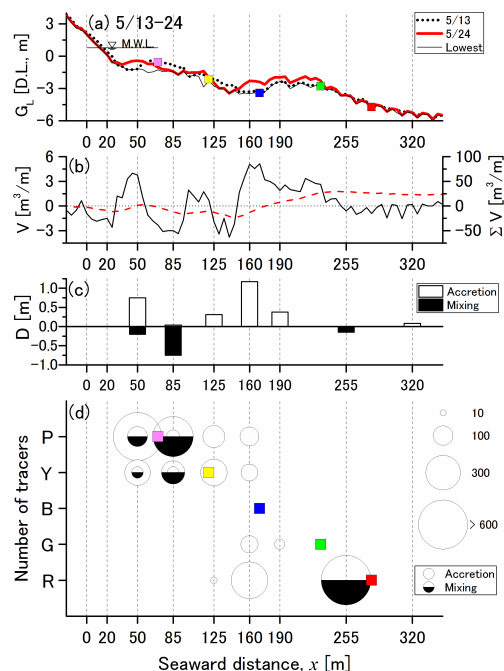 (a) 5/13-24
5/13
5/24
Lowest
M.W.L.
G_L [D.L., m]
3
0
-3
-6
0 20 50 85 125 160 190 255 320
(b)
V [m³/m]
3
0
-3
100
50
0
-50
Σ V [m³/m]
0 20 50 85 125 160 190 255 320
(c)
Accretion
Mixing
D [m]
1.0
0.5
0.0
-0.5
-1.0
0 20 50 85 125 160 190 255 320
(d)
Number of tracers
P
Y
B
G
R
10
100
300
>600
Accretion
Mixing
0 20 50 85 125 160 190 255 320
Seaward distance, x [m]